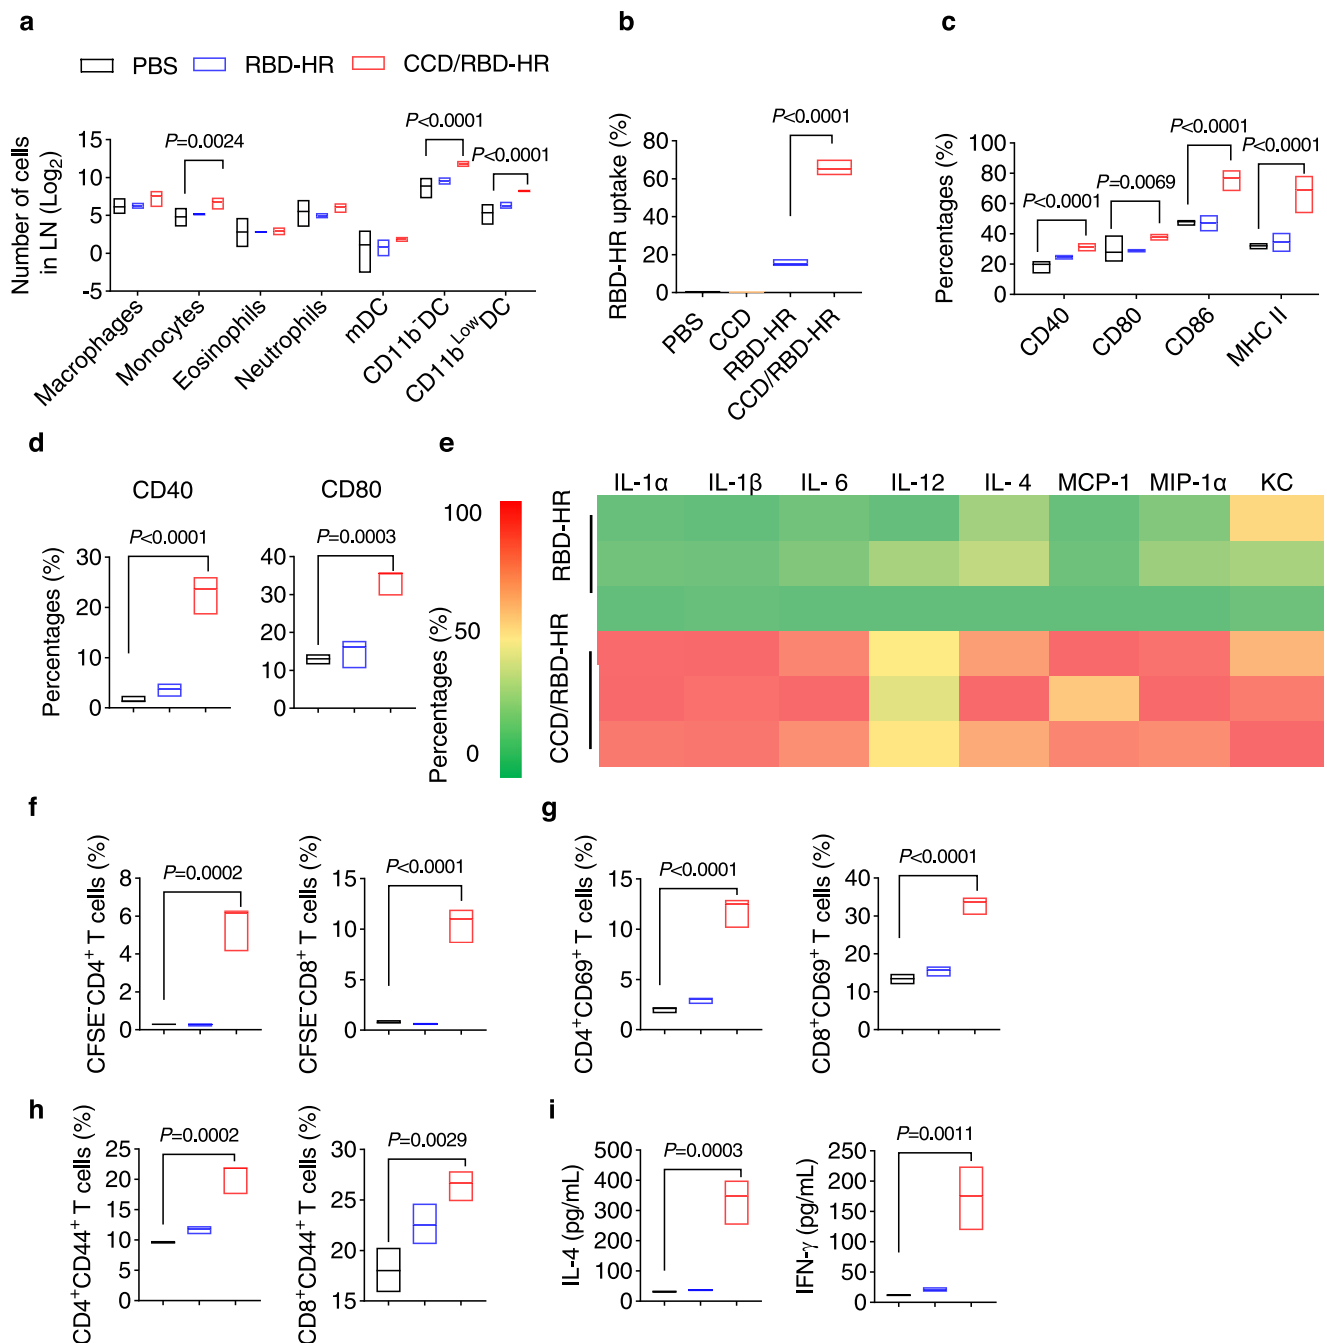 a
PBS RBD-HR CCD/RBD-HR
Number of cells
in LN (Log2)
15
10
5
0
-5
P=0.0024
P<0.0001
P<0.0001
Macrophages
Monocytes
Eosinophils
Neutrophils
mDC
CD11b-DC
CD11bLowDC
b
RBD-HR uptake (%)
80
60
40
20
0
P<0.0001
PBS
CCD
RBD-HR
CCD/RBD-HR
c
Percentages (%)
100
80
60
40
20
0
P<0.0001
P=0.0069
P<0.0001
P<0.0001
CD40
CD80
CD86
MHC II
d
CD40
Percentages (%)
30
20
10
0
P<0.0001
CD80
40
30
20
10
0
P=0.0003
e
Percentages (%)
100
50
0
IL-1α IL-1β IL- 6 IL-12 IL- 4 MCP-1 MIP-1α KC
RBD-HR
CCD/RBD-HR
f
CFSE-CD4+ T cells (%)
8
6
4
2
0
P=0.0002
CFSE-CD8+ T cells (%)
15
10
5
0
P<0.0001
g
CD4+CD69+ T cells (%)
15
10
5
0
P<0.0001
CD8+CD69+ T cells (%)
40
30
20
10
0
P<0.0001
h
CD4+CD44+ T cells (%)
25
20
15
10
5
0
P=0.0002
CD8+CD44+ T cells (%)
30
25
20
15
P=0.0029
i
IL-4 (pg/mL)
500
400
300
200
100
0
P=0.0003
IFN-γ (pg/mL)
250
200
150
100
50
0
P=0.0011